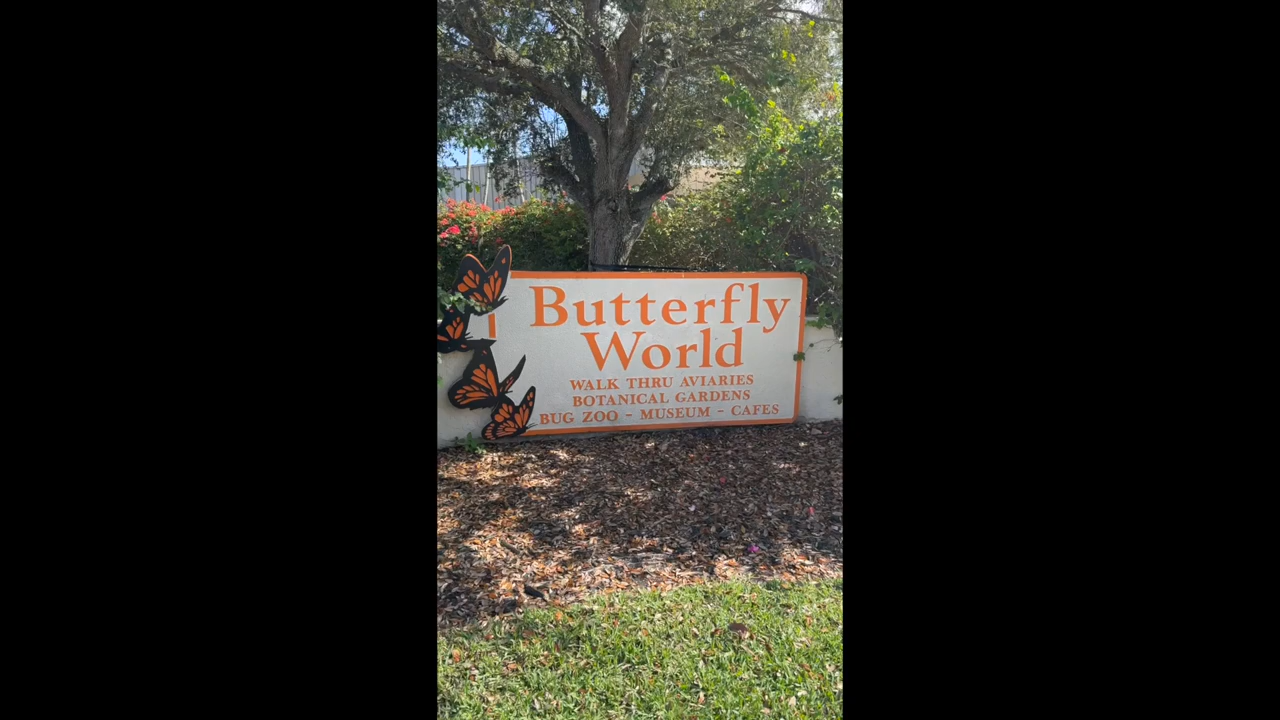 Butterfly
World
WALK THRU AVIARIES
BOTANICAL GARDENS
BUG ZOO - MUSEUM - CAFES